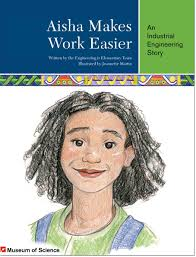 Aisha Makes
Work Easier
Written by the Engineering is Elementary Team
Illustrated by Jeannette Martin
An
Industrial
Engineering
Story
Museum of Science